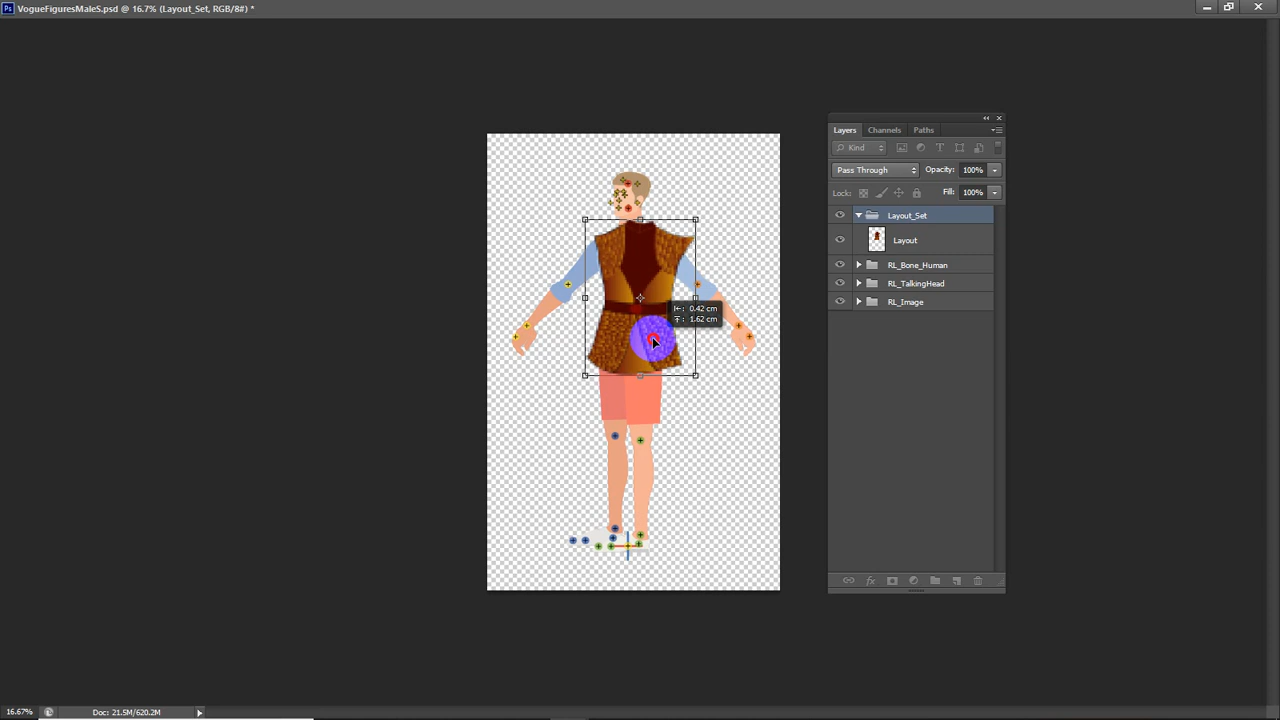 VogueFiguresMaleS.psd @ 16.7% (Layout_Set, RGB/8#) *
Layers Channels Paths
Kind
Pass Through Opacity: 100%
Lock: Fill: 100%
Layout_Set
Layout
RL_Bone_Human
RL_TalkingHead
RL_Image
0.42 cm
1.62 cm
16.67% Doc: 21.5M/620.2M